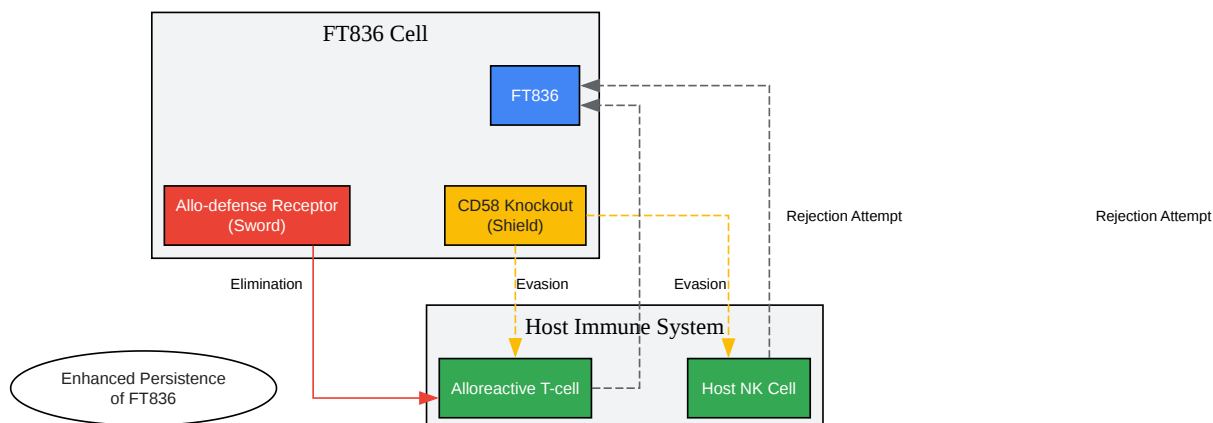 FT836 Cell
FT836
Allo-defense Receptor
(Sword)
CD58 Knockout
(Shield)
Rejection Attempt
Rejection Attempt
Elimination
Evasion
Evasion
Host Immune System
Enhanced Persistence
of FT836
Alloreactive T-cell
Host NK Cell